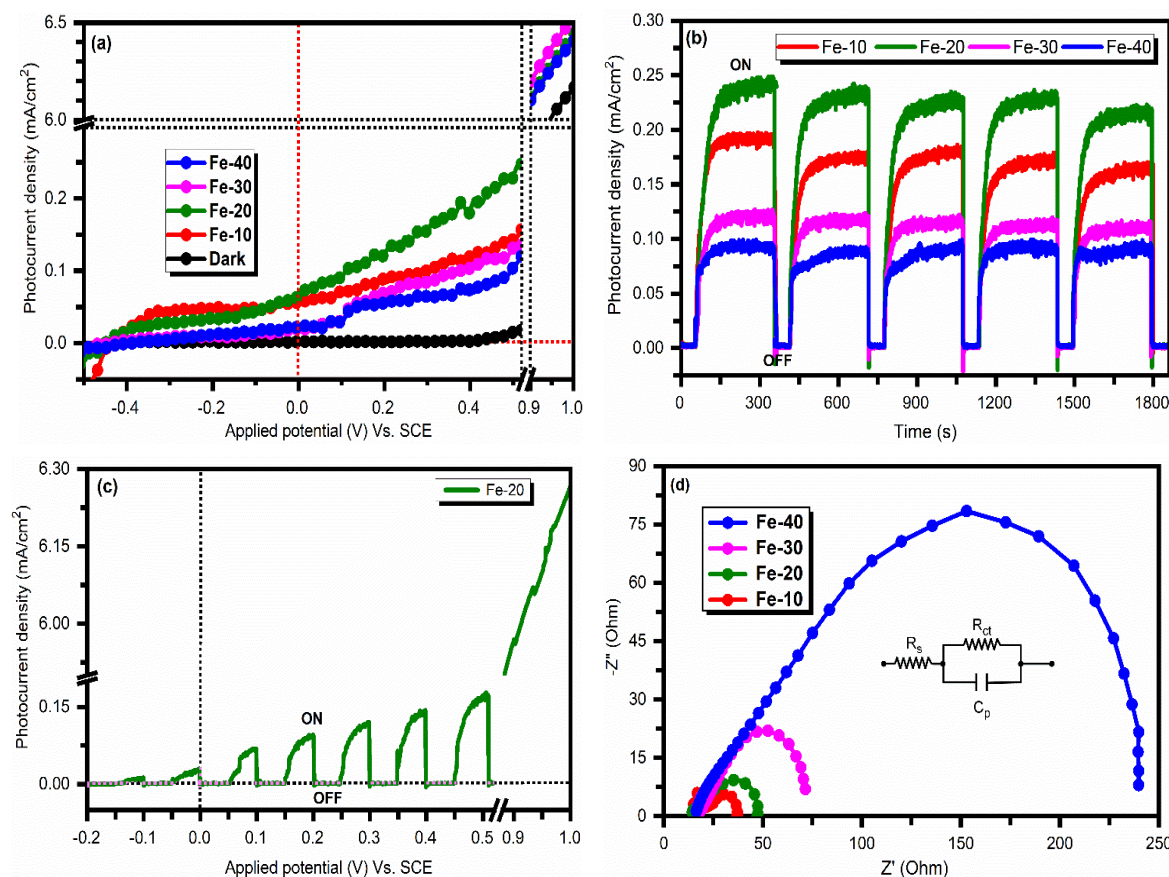 (a)
Photocurrent density (mA/cm²)
6.5
6.0
0.2
0.1
0.0
Fe-40
Fe-30
Fe-20
Fe-10
Dark
-0.4 -0.2 0.0 0.2 0.4 0.9 1.0
Applied potential (V) Vs. SCE
(b)
Fe-10 Fe-20 Fe-30 Fe-40
Photocurrent density (mA/cm²)
0.30
0.25
0.20
0.15
0.10
0.05
0.00
ON
OFF
0 300 600 900 1200 1500 1800
Time (s)
(c)
Fe-20
Photocurrent density (mA/cm²)
6.30
6.15
6.00
0.15
0.00
ON
OFF
-0.2 -0.1 0.0 0.1 0.2 0.3 0.4 0.5 0.9 1.0
Applied potential (V) Vs. SCE
(d)
-Z'' (Ohm)
90
75
60
45
30
15
0
Fe-40
Fe-30
Fe-20
Fe-10
Rct
Rs
Cp
0 50 100 150 200 250
Z' (Ohm)